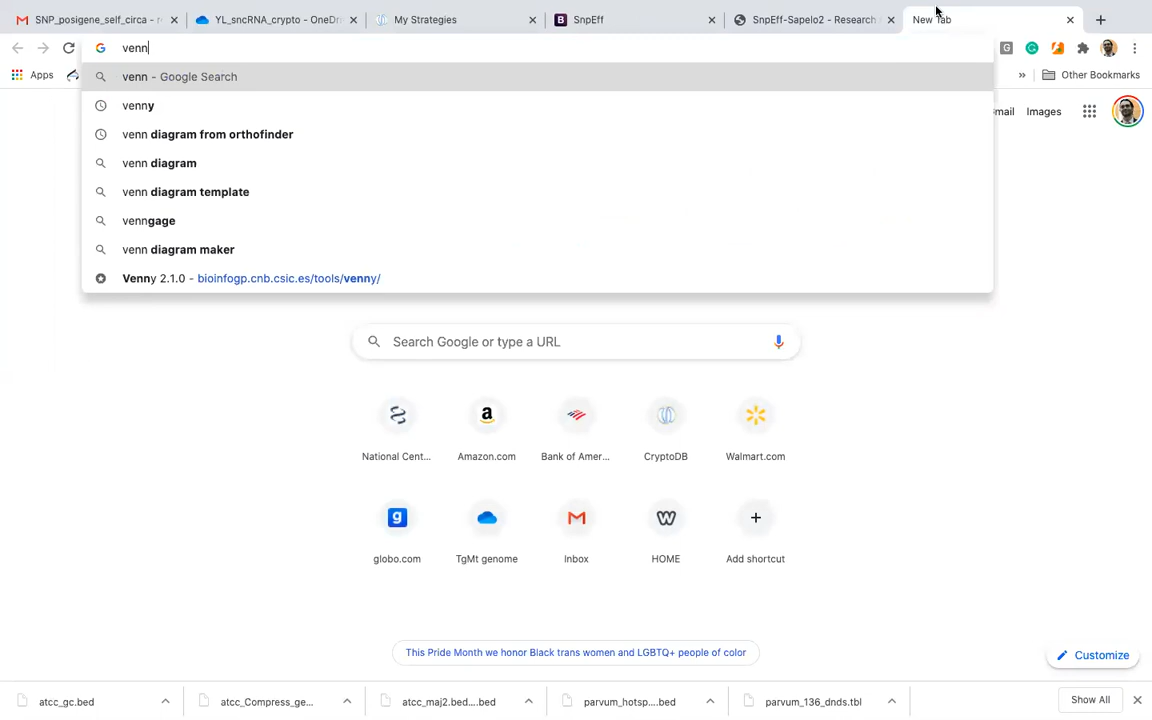 SNP_posigene_self_circa - r
YL_sncRNA_crypto - OneDr
My Strategies
SnpEff
SnpEff-Sapelo2 - Research
New Tab
venn
Apps
Other Bookmarks
venn - Google Search
venny
venn diagram from orthofinder
venn diagram
venn diagram template
venngage
venn diagram maker
Venny 2.1.0 - bioinfogp.cnb.csic.es/tools/venny/
mail
Images
Search Google or type a URL
National Cent...
Amazon.com
Bank of Amer...
CryptoDB
Walmart.com
globo.com
TgMt genome
Inbox
HOME
Add shortcut
This Pride Month we honor Black trans women and LGBTQ+ people of color
Customize
atcc_gc.bed
atcc_Compress_ge...
atcc_maj2.bed....bed
parvum_hotsp....bed
parvum_136_dnds.tbl
Show All